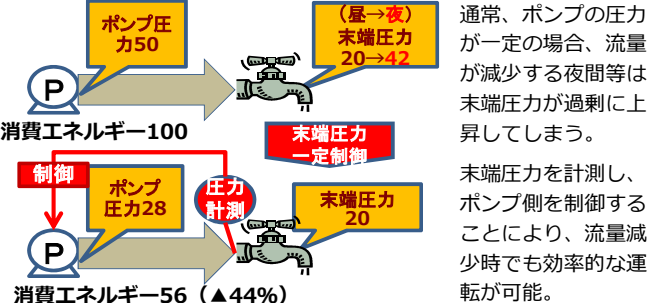 ポンプ圧
力50
（昼→夜）
末端圧力
20→42
P
消費エネルギー100
末端圧力
一定制御
制御
ポンプ
圧力28
圧力
計測
末端圧力
20
P
消費エネルギー56（▲44%）
通常、ポンプの圧力
が一定の場合、流量
が減少する夜間等は
末端圧力が過剰に上
昇してしまう。
末端圧力を計測し、
ポンプ側を制御する
ことにより、流量減
少時でも効率的な運
転が可能。